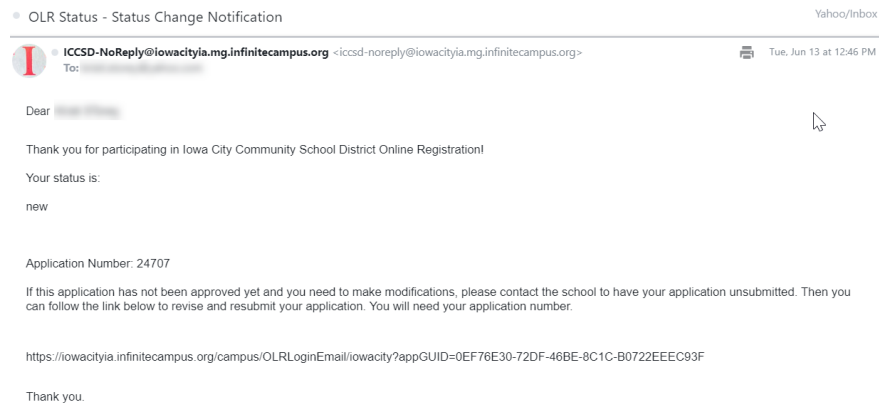 OLR Status - Status Change Notification
Yahoo/Inbox
ICCSD-NoReply@iowacityia.mg.infinitecampus.org <iccsd-noreply@iowacityia.mg.infinitecampus.org>
Tue, Jun 13 at 12:46 PM
To:
Dear
Thank you for participating in Iowa City Community School District Online Registration!
Your status is:
new
Application Number: 24707
If this application has not been approved yet and you need to make modifications, please contact the school to have your application unsubmitted. Then you
can follow the link below to revise and resubmit your application. You will need your application number.
https://iowacityia.infinitecampus.org/campus/OLRLoginEmail/iowacity?appGUID=0EF76E30-72DF-46BE-8C1C-B0722EEEC93F
Thank you.